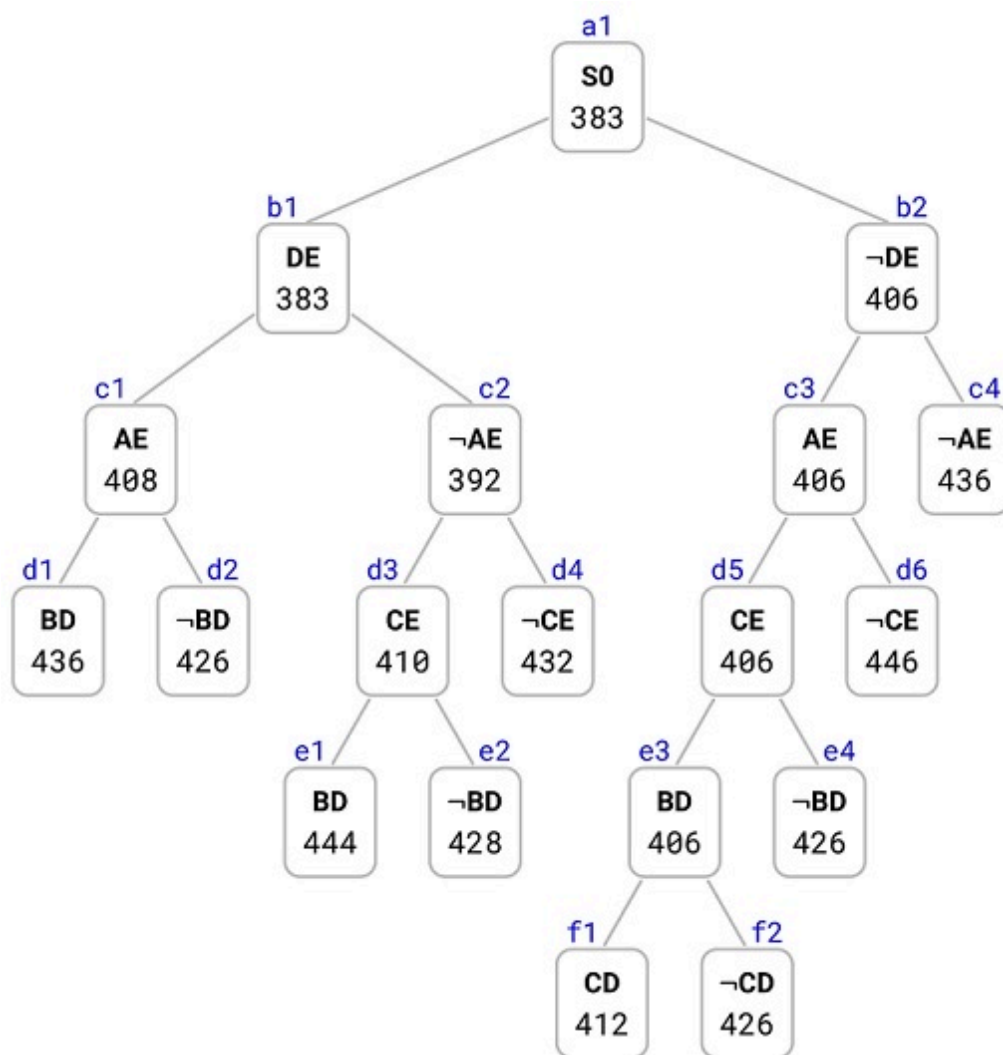 a1
S0
383
b1
DE
383
b2
¬DE
406
c1
AE
408
c2
¬AE
392
c3
AE
406
c4
¬AE
436
d1
BD
436
d2
¬BD
426
d3
CE
410
d4
¬CE
432
d5
CE
406
d6
¬CE
446
e1
BD
444
e2
¬BD
428
e3
BD
406
e4
¬BD
426
f1
CD
412
f2
¬CD
426